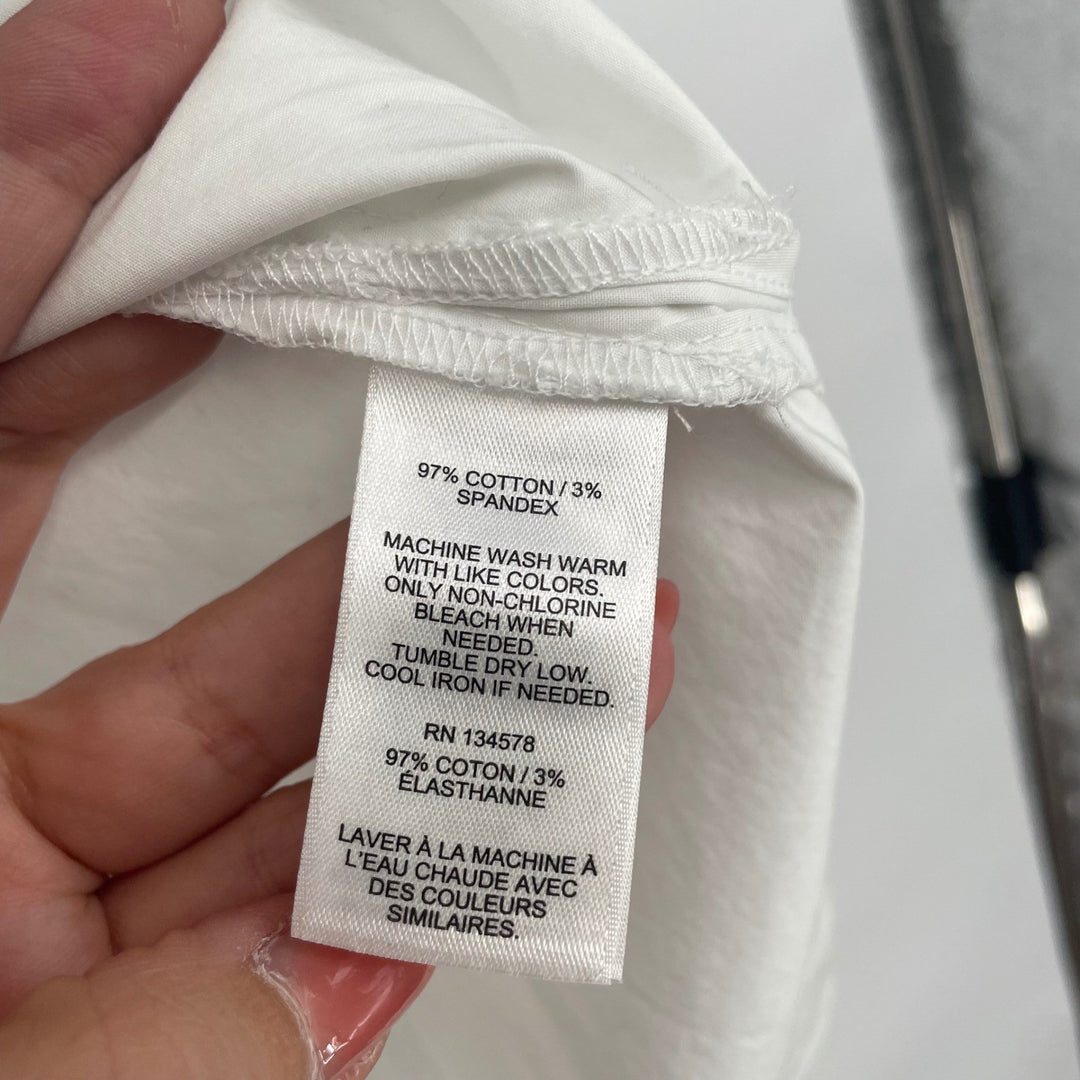 97% COTTON / 3%
SPANDEX
MACHINE WASH WARM
WITH LIKE COLORS.
ONLY NON-CHLORINE
BLEACH WHEN
NEEDED.
TUMBLE DRY LOW.
COOL IRON IF NEEDED.
RN 134578
97% COTON / 3%
ÉLASTHANNE
LAVER À LA MACHINE À
L'EAU CHAUDE AVEC
DES COULEURS
SIMILAIRES.